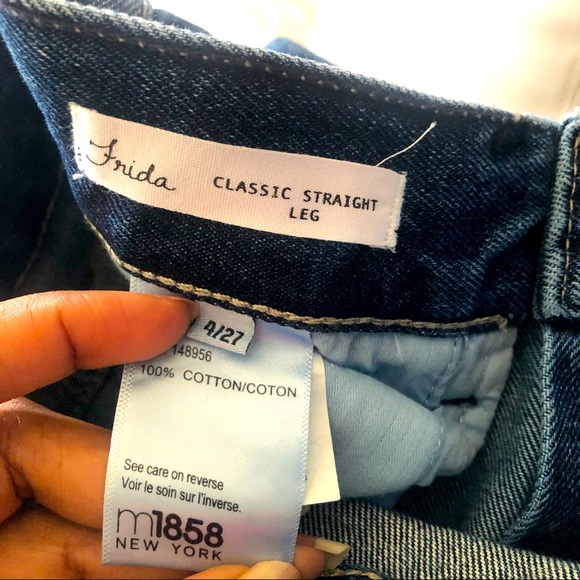 Frida
CLASSIC STRAIGHT
LEG
4/27
148956
100% COTTON/COTON
See care on reverse
Voir le soin sur l'inverse.
m1858
NEW YORK